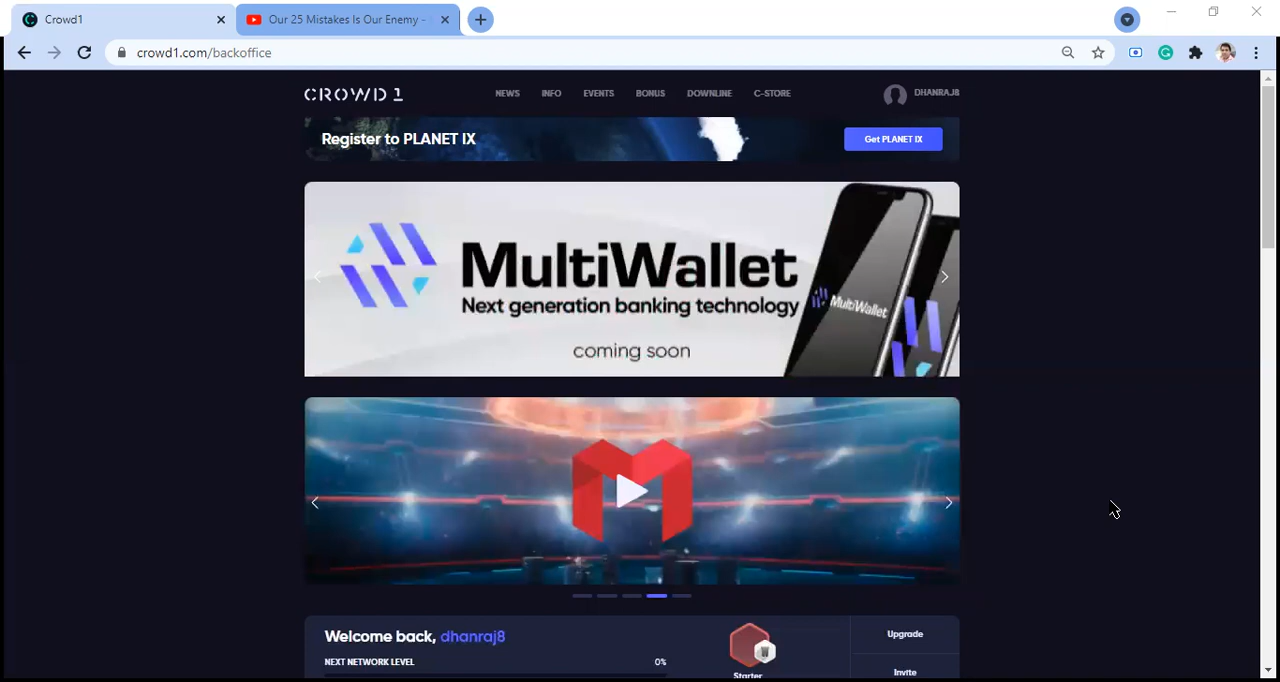 Crowd1
Our 25 Mistakes Is Our Enemy -
crowd1.com/backoffice
CROWD 1
NEWS INFO EVENTS BONUS DOWNLINE C-STORE
DHANRAJ8
Register to PLANET IX
Get PLANET IX
MultiWallet
Next generation banking technology
coming soon
MultiWallet
Welcome back, dhanraj8
NEXT NETWORK LEVEL 0%
Starter
Upgrade
Invite